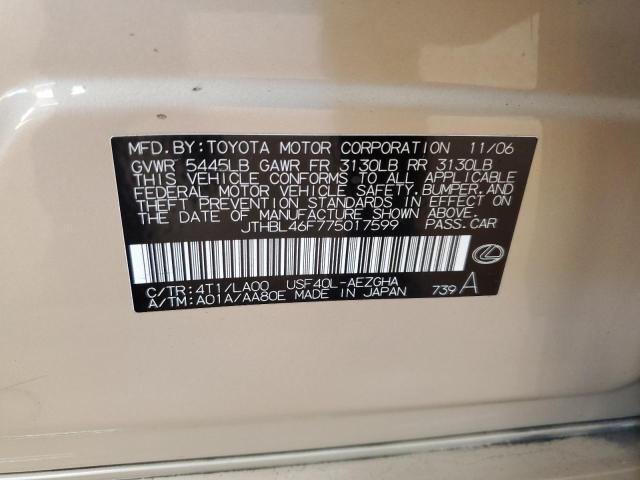 MFD. BY: TOYOTA MOTOR CORPORATION 11/06
GVWR 5445LB GAWR FR 3130LB RR 3130LB
THIS VEHICLE CONFORMS TO ALL APPLICABLE
FEDERAL MOTOR VEHICLE SAFETY, BUMPER, AND
THEFT PREVENTION STANDARDS IN EFFECT ON
THE DATE OF MANUFACTURE SHOWN ABOVE.
JTHBL46F775017599 PASS. CAR
C/TR: 4T1/LA00 USF40L-AEZGHA
A/TM: A01A/AA80E MADE IN JAPAN 739 A